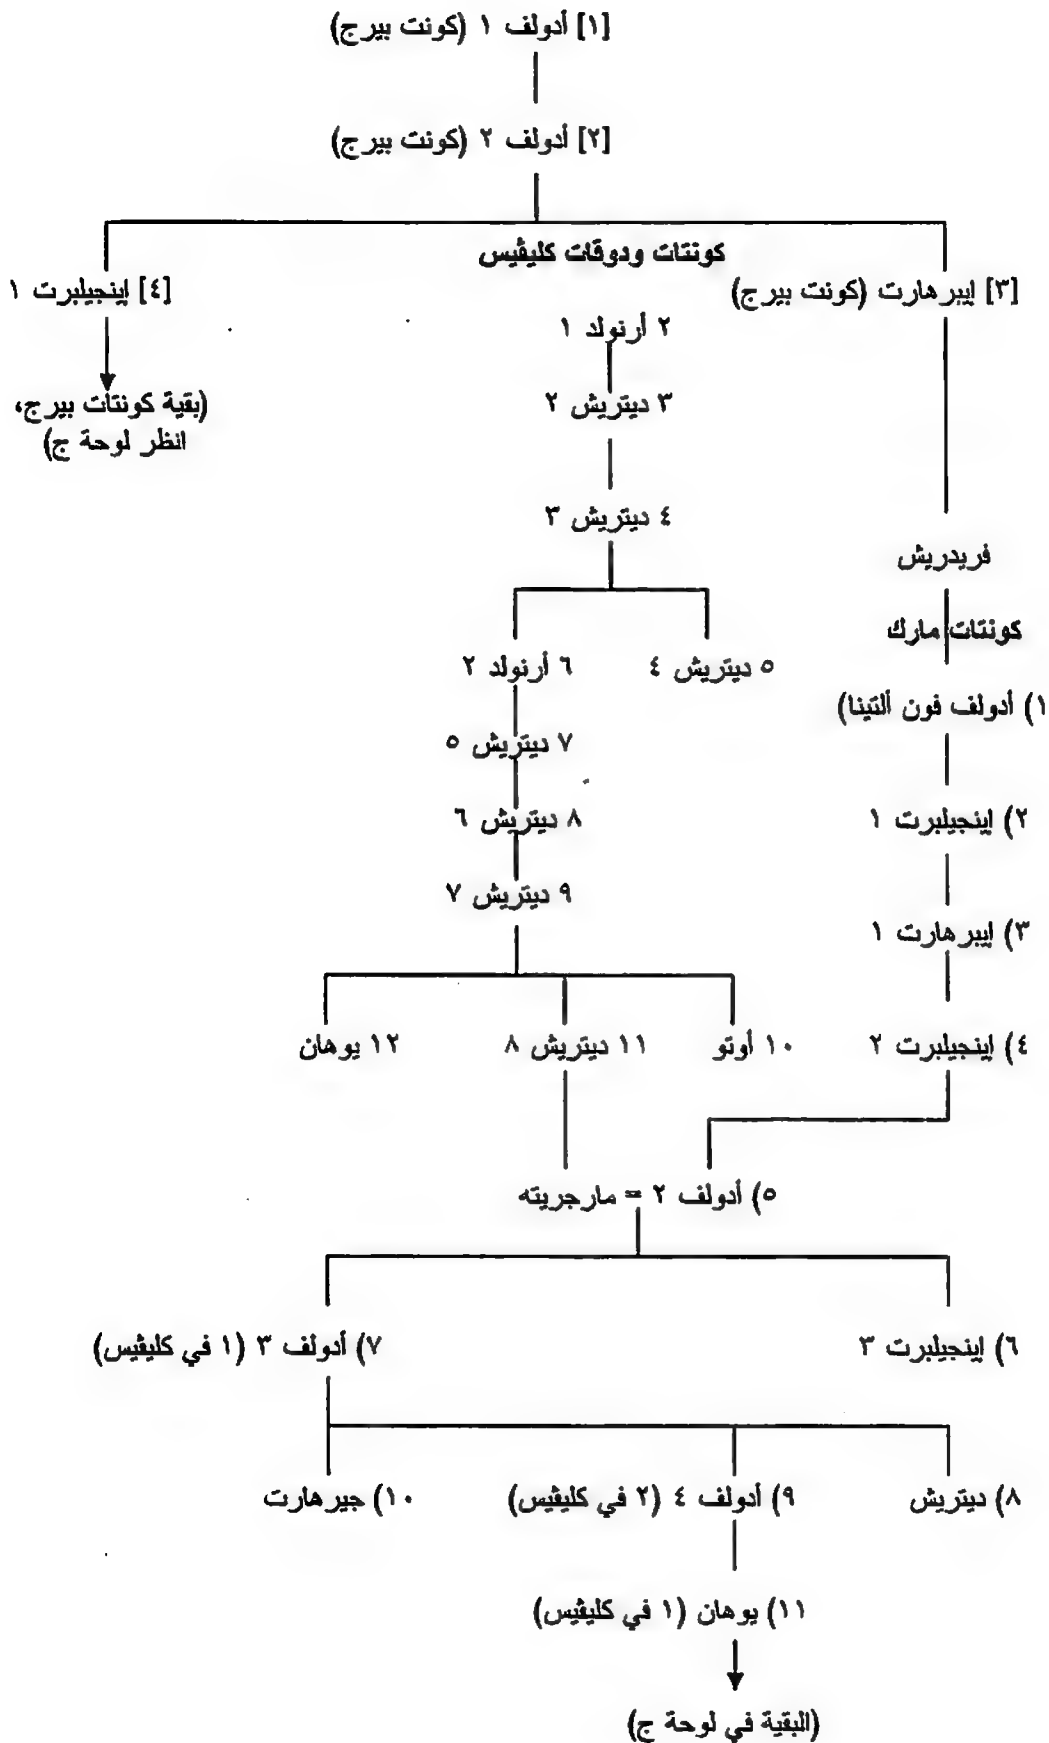 [١] أدولف ١ (كونت بيرج)
[٢] أدولف ٢ (كونت بيرج)
كونتات ودوقات كليڤيس
[٣] إيبرهارت (كونت بيرج)
[٤] إينجيلبرت ١
(بقية كونتات بيرج،
انظر لوحة ج)
٢ أرنولد ١
٣ ديتريش ٢
٤ ديتريش ٣
فريدريش
كونتات مارك
٥ ديتريش ٤
٦ أرنولد ٢
١) أدولف فون ألتينا)
٧ ديتريش ٥
٢) إينجيلبرت ١
٨ ديتريش ٦
٩ ديتريش ٧
٣) إيبرهارت ١
٤) إينجيلبرت ٢
١٠ أوتو
١١ ديتريش ٨
١٢ يوهان
٥) أدولف ٢ = مارجريته
٦) إينجيلبرت ٣
٧) أدولف ٣ (١ في كليڤيس)
٨) ديتريش
٩) أدولف ٤ (٢ في كليڤيس)
١٠) جيرهارت
١١) يوهان (١ في كليڤيس)
(البقية في لوحة ج)